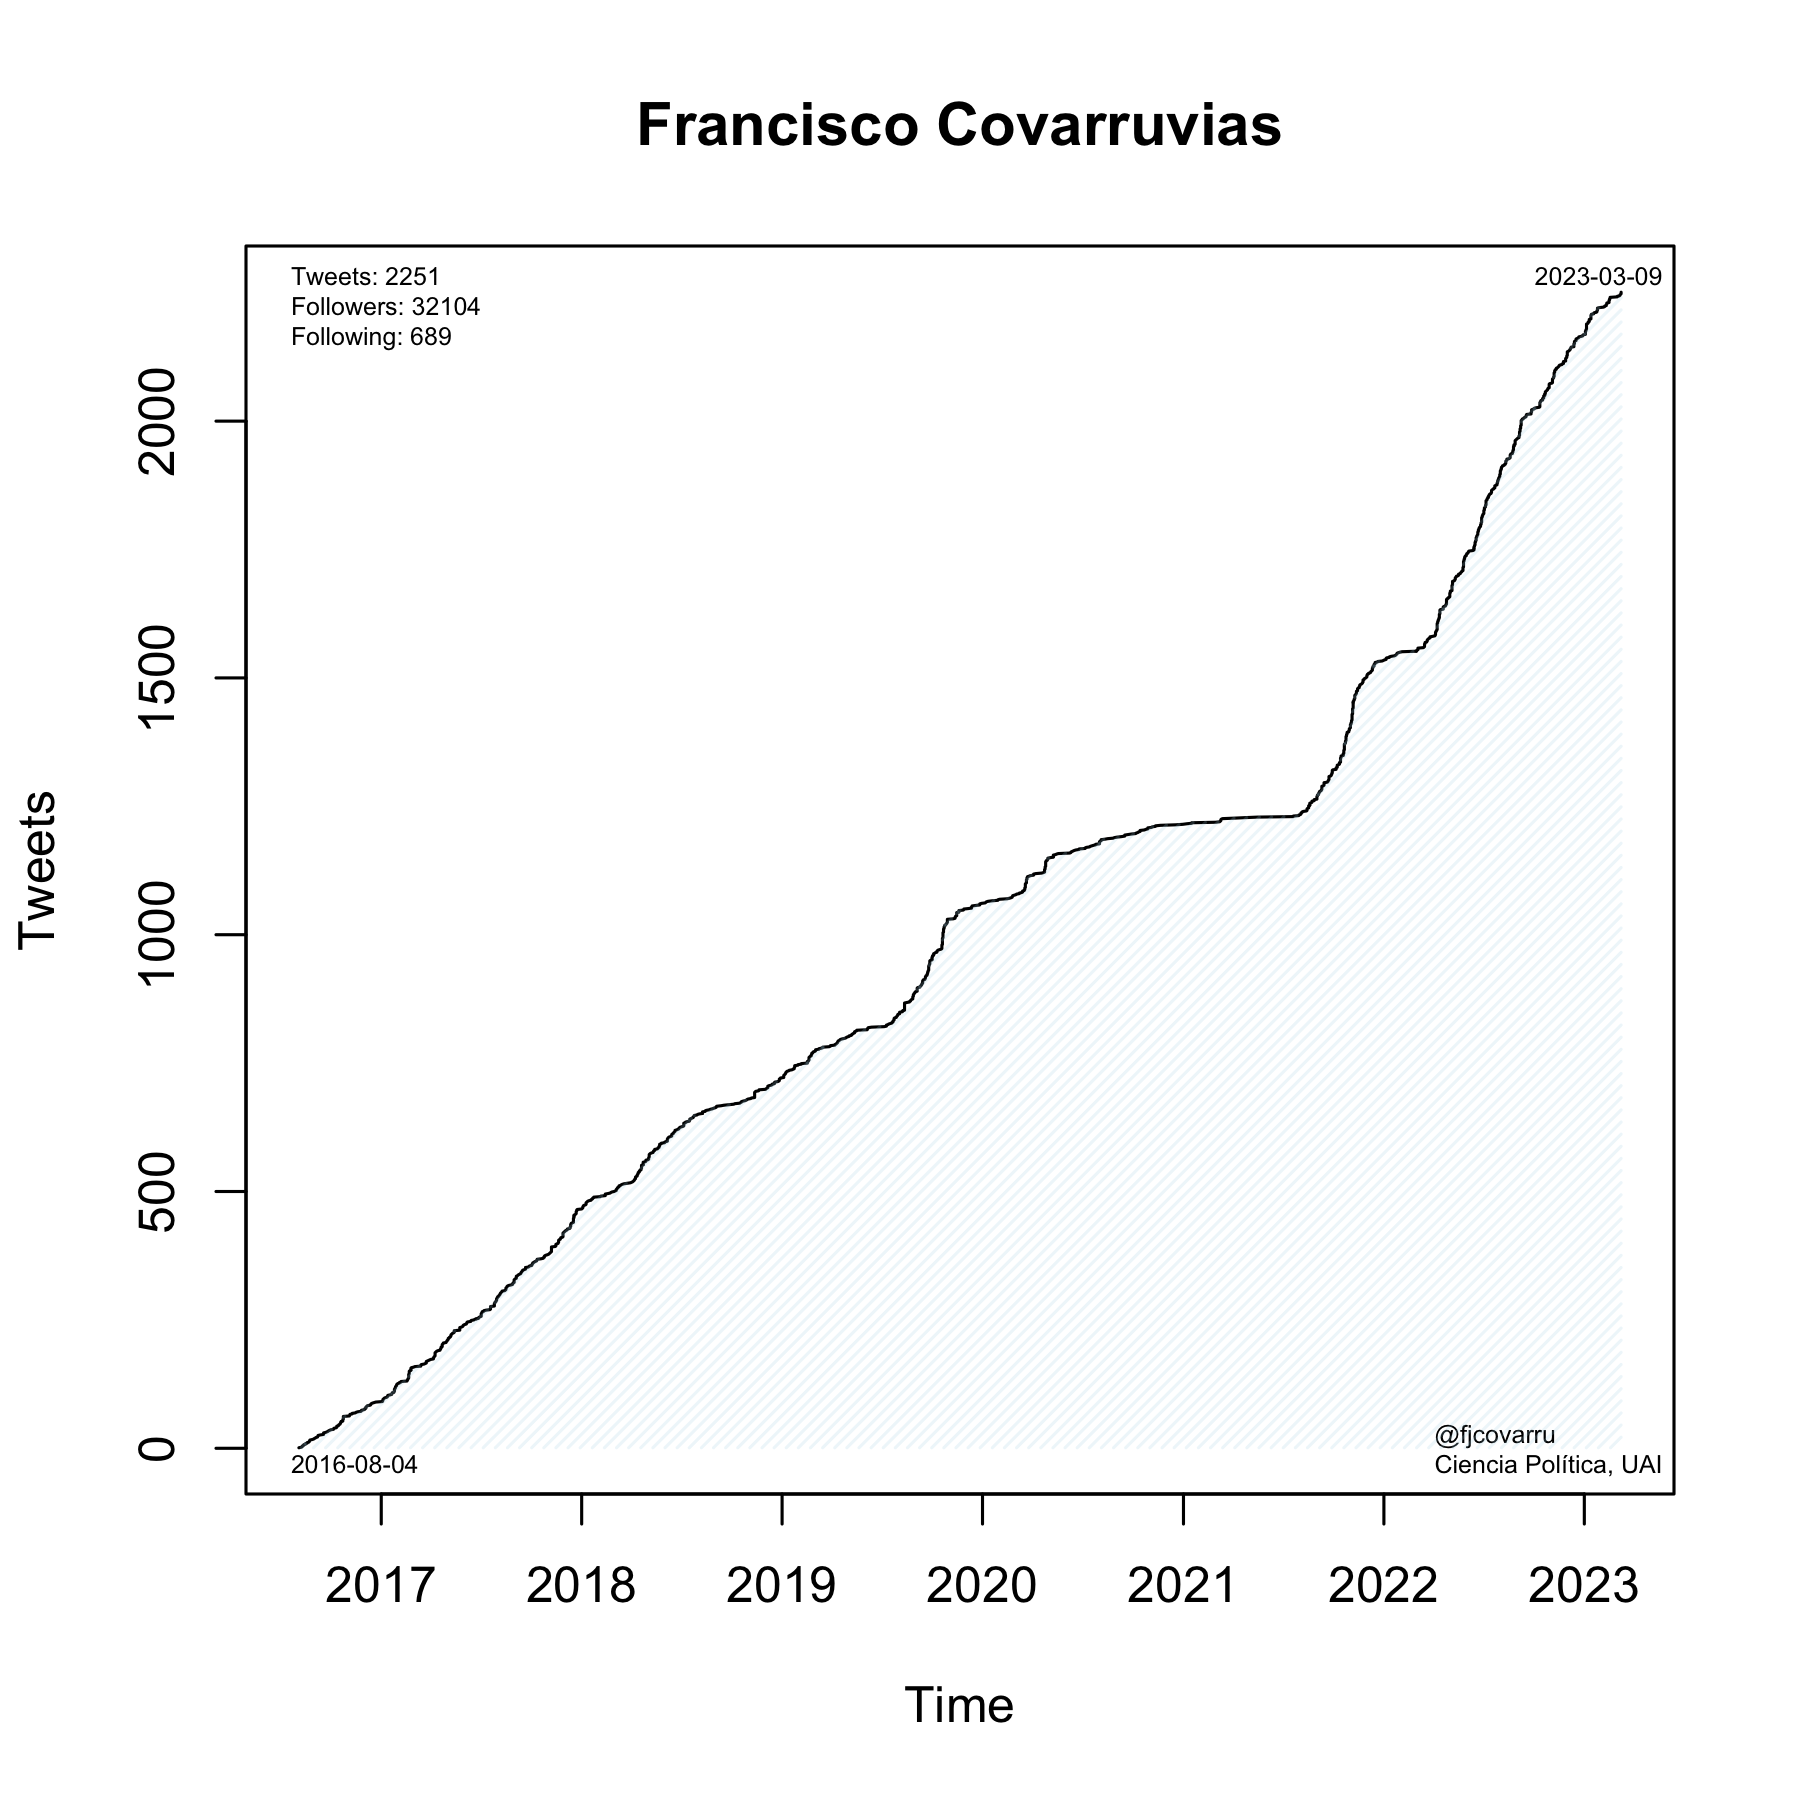 Francisco Covarruvias
Tweets: 2251
Followers: 32104
Following: 689
2023-03-09
2000
1500
1000
500
0
Tweets
2016-08-04
@fjcovarru
Ciencia Política, UAI
2017 2018 2019 2020 2021 2022 2023
Time